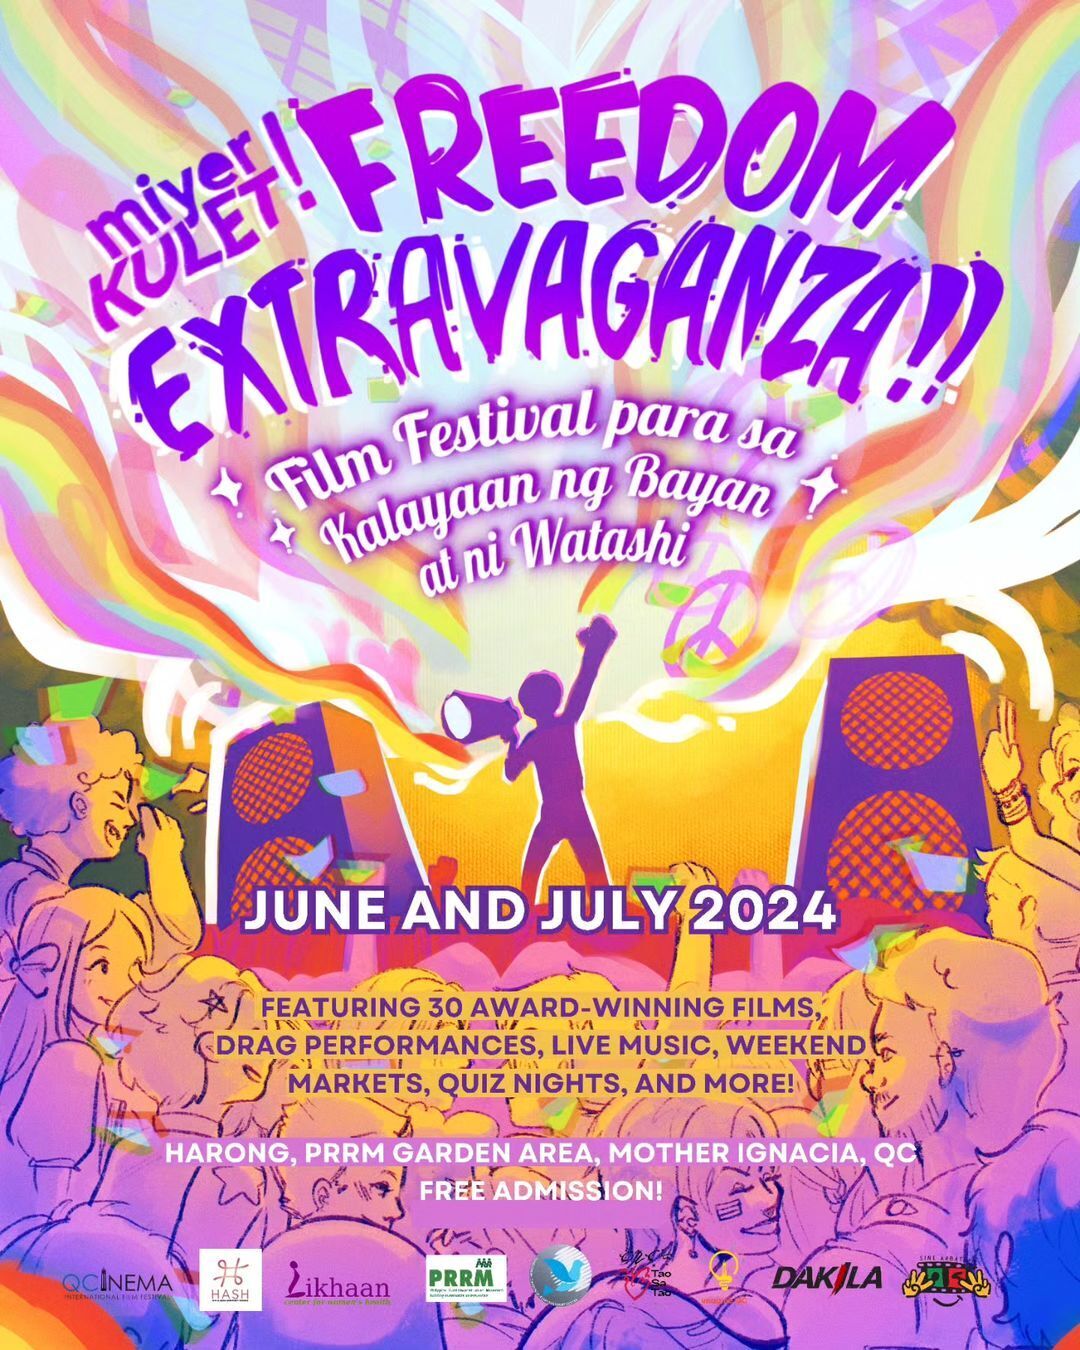 miyer
KULET!
FREEDOM
EXTRAVAGANZA!!
Film Festival para sa
Kalayaan ng Bayan
at ni Watashi
JUNE AND JULY 2024
FEATURING 30 AWARD-WINNING FILMS,
DRAG PERFORMANCES, LIVE MUSIC, WEEKEND
MARKETS, QUIZ NIGHTS, AND MORE!
HARONG, PRRM GARDEN AREA, MOTHER IGNACIA, QC
FREE ADMISSION!
QCINEMA
INTERNATIONAL FILM FESTIVAL
HASH
Likhaan
center for women's health
PRRM
Tao
Sa
Tao
DAKILA